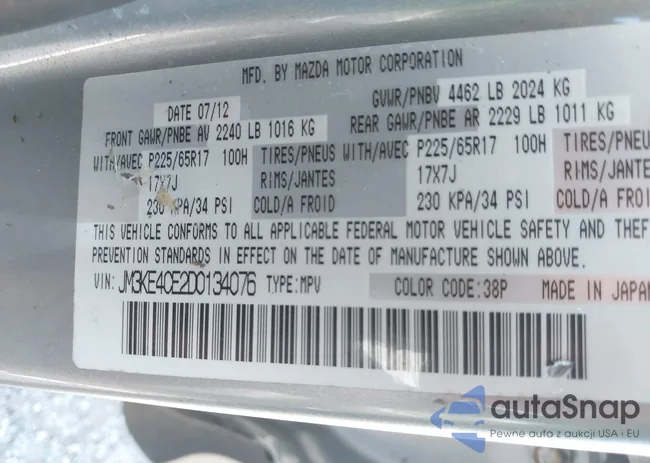 MFD. BY MAZDA MOTOR CORPORATION
DATE 07/12 GVWR/PNBV 4462 LB 2024 KG
FRONT GAWR/PNBE AV 2240 LB 1016 KG REAR GAWR/PNBE AR 2229 LB 1011 KG
WITH/AVEC P225/65R17 100H TIRES/PNEUS WITH/AVEC P225/65R17 100H TIRES/PNEU
17X7J RIMS/JANTES 17X7J RIMS/JANTES
230 KPA/34 PSI COLD/A FROID 230 KPA/34 PSI COLD/A FROI
THIS VEHICLE CONFORMS TO ALL APPLICABLE FEDERAL MOTOR VEHICLE SAFETY AND THEF
PREVENTION STANDARDS IN EFFECT ON THE DATE OF MANUFACTURE SHOWN ABOVE.
VIN: JM3KE4CE2D0134076 TYPE:MPV COLOR CODE:38P MADE IN JAPAN
autaSnap
Pewne auta z aukcji USA i EU